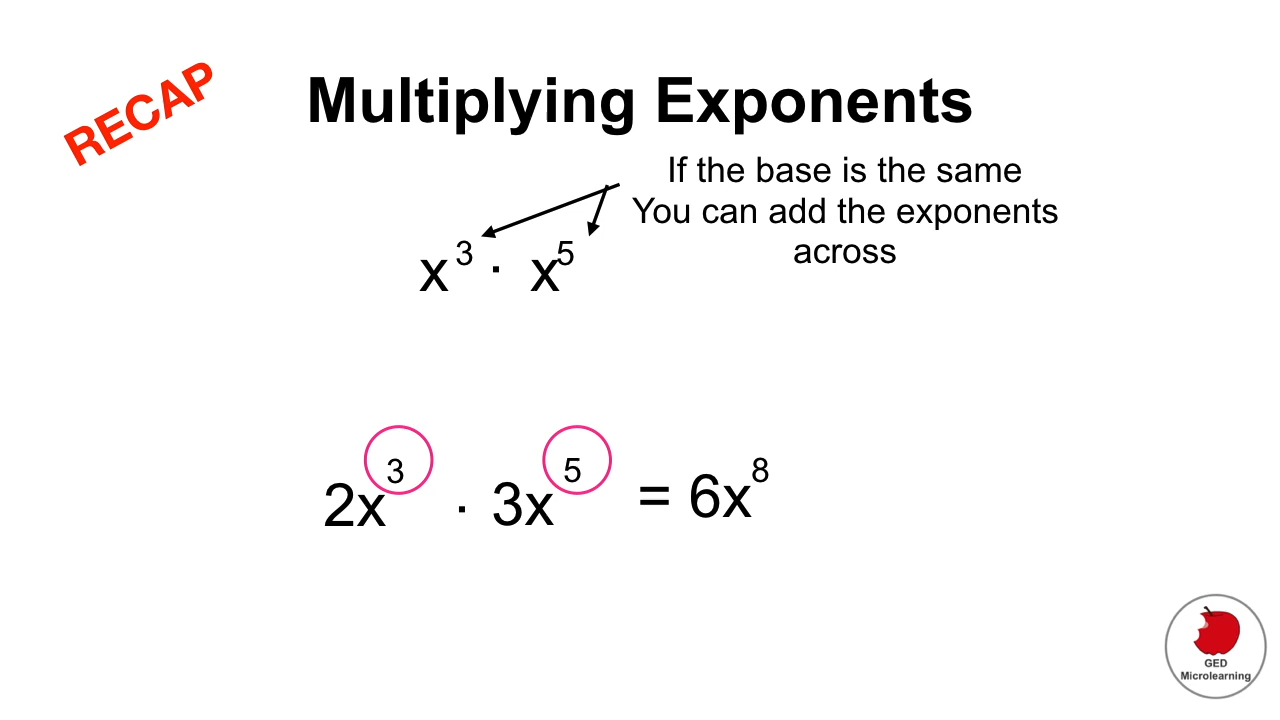 RECAP
Multiplying Exponents
If the base is the same
You can add the exponents
across
x³ · x⁵
2x³ · 3x⁵ = 6x⁸
GED
Microlearning